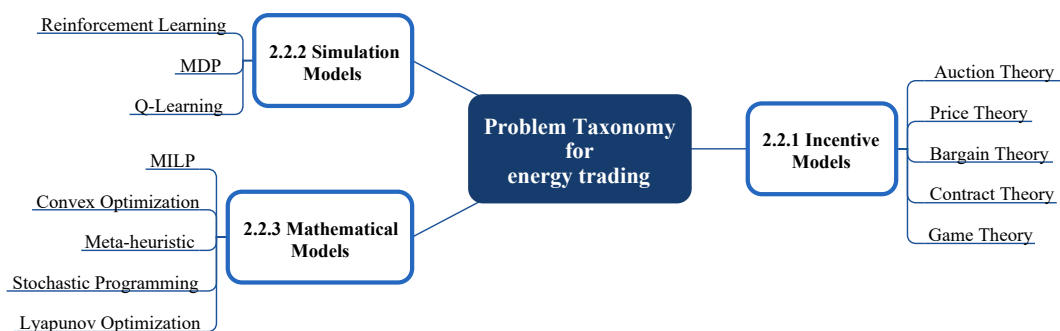 Reinforcement Learning
MDP
Q-Learning
2.2.2 Simulation
Models
MILP
Convex Optimization
Meta-heuristic
Stochastic Programming
Lyapunov Optimization
2.2.3 Mathematical
Models
Problem Taxonomy
for
energy trading
2.2.1 Incentive
Models
Auction Theory
Price Theory
Bargain Theory
Contract Theory
Game Theory